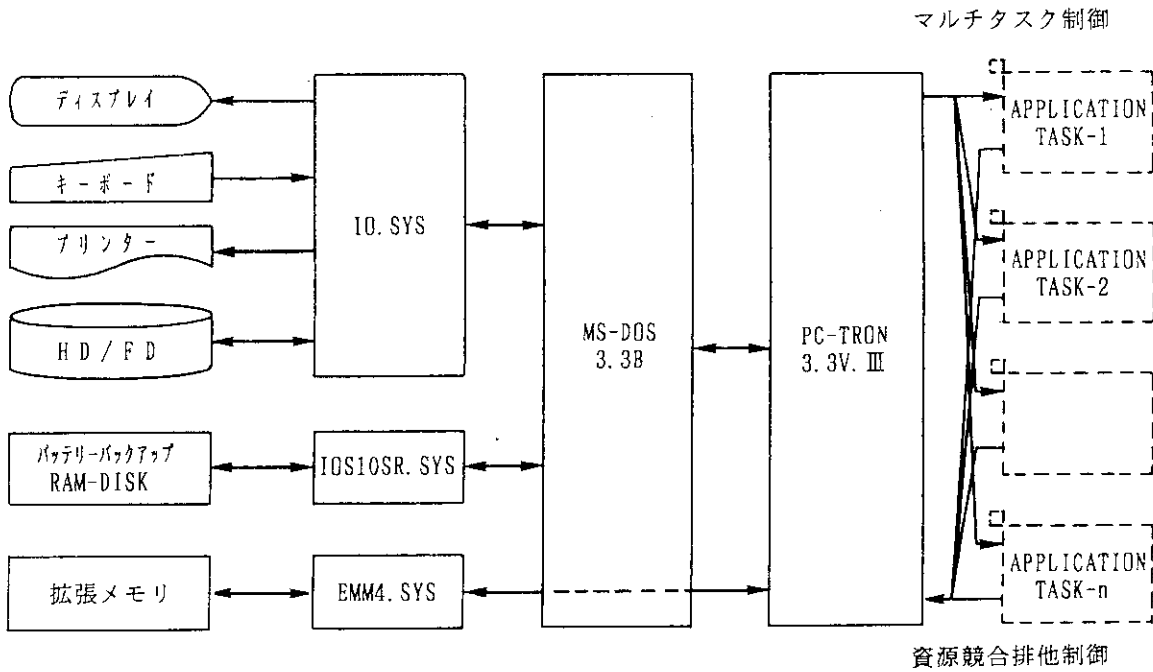 マルチタスク制御
ディスプレイ
キーボード
プリンター
HD/FD
バッテリーバックアップ
RAM-DISK
拡張メモリ
IO.SYS
IOS10SR.SYS
EMM4.SYS
MS-DOS
3.3B
PC-TRON
3.3V.Ⅲ
APPLICATION
TASK-1
APPLICATION
TASK-2
APPLICATION
TASK-n
資源競合排他制御